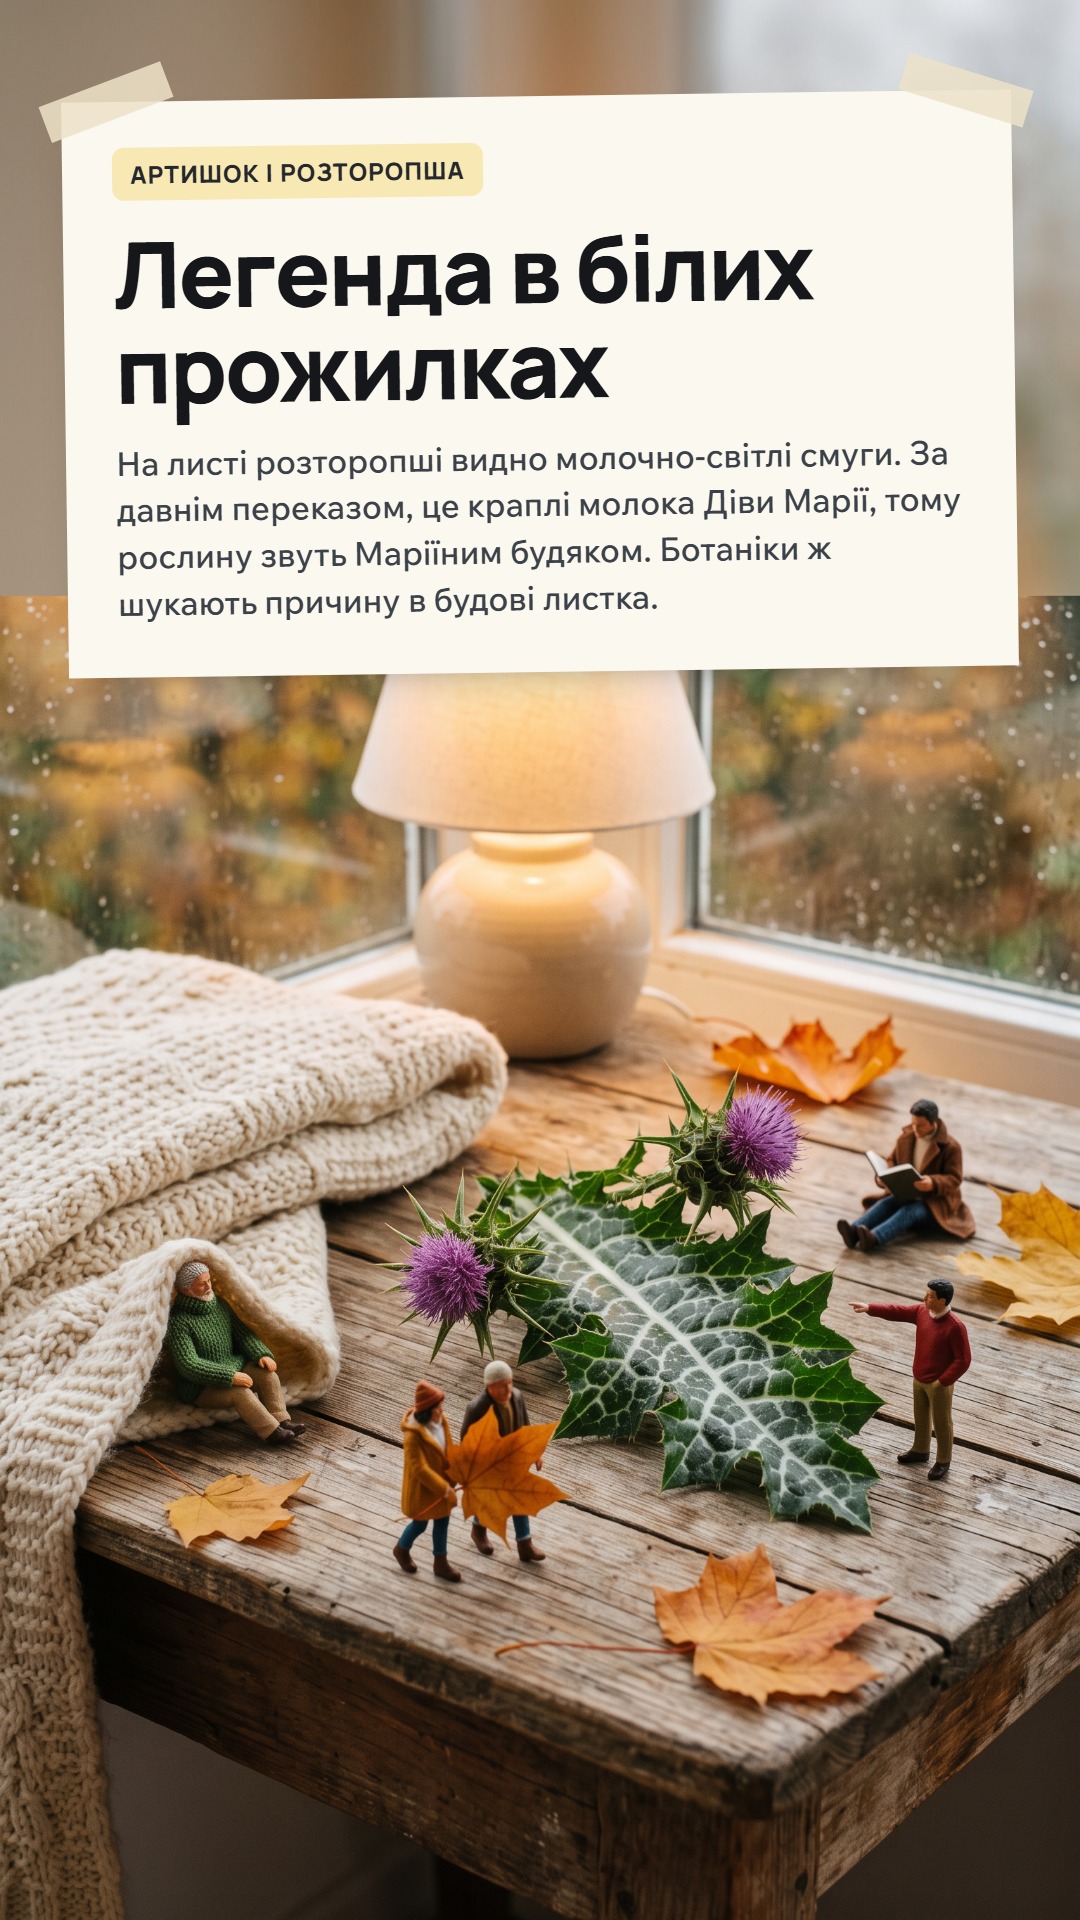 АРТИШОК І РОЗТОРОПША
Легенда в білих
прожилках
На листі розторопші видно молочно-світлі смуги. За
давнім переказом, це краплі молока Діви Марії, тому
рослину звуть Маріїним будяком. Ботаніки ж
шукають причину в будові листка.